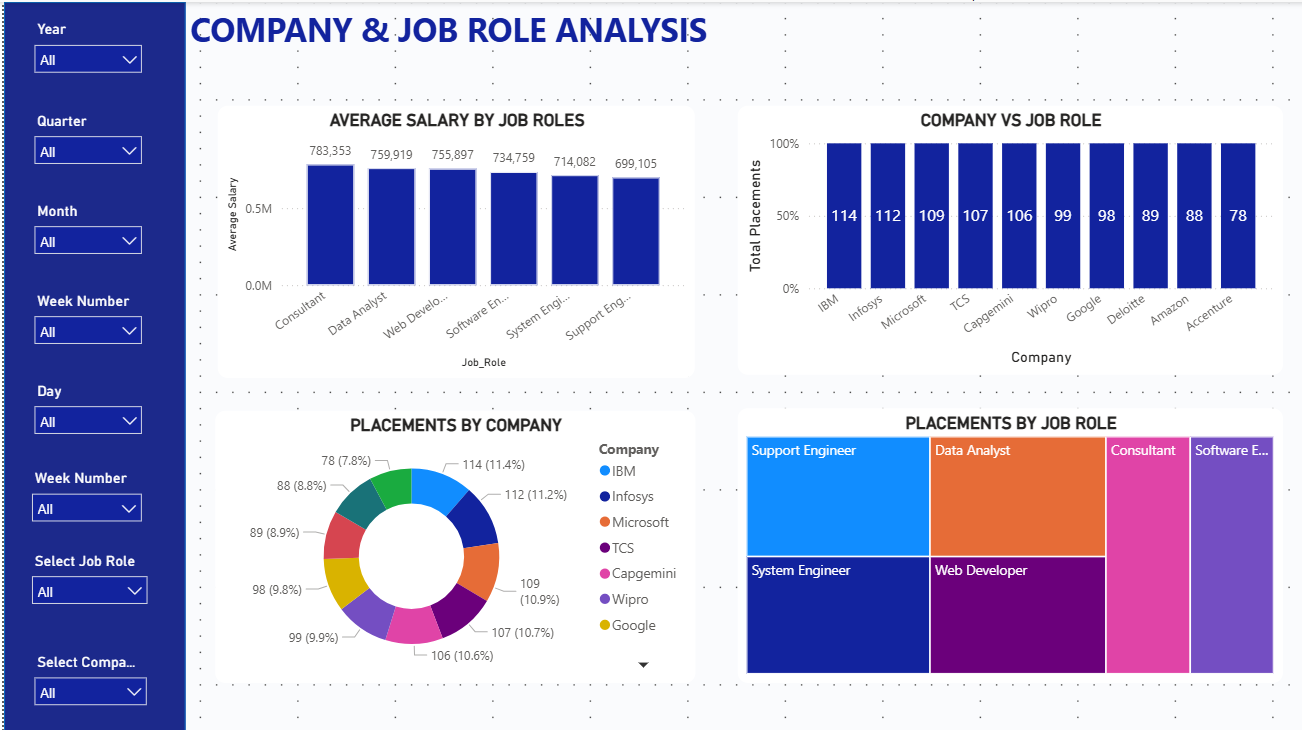 COMPANY & JOB ROLE ANALYSIS
Year
All
Quarter
All
Month
All
Week Number
All
Day
All
Week Number
All
Select Job Role
All
Select Compa...
All
AVERAGE SALARY BY JOB ROLES
Average Salary
0.5M
0.0M
783,353
759,919
755,897
734,759
714,082
699,105
Consultant
Data Analyst
Web Develo...
Software En...
System Engi...
Support Eng...
Job_Role
COMPANY VS JOB ROLE
Total Placements
100%
50%
0%
114
112
109
107
106
99
98
89
88
78
IBM
Infosys
Microsoft
TCS
Capgemini
Wipro
Google
Deloitte
Amazon
Accenture
Company
PLACEMENTS BY COMPANY
114 (11.4%)
112 (11.2%)
109
(10.9%)
107 (10.7%)
106 (10.6%)
99 (9.9%)
98 (9.8%)
89 (8.9%)
88 (8.8%)
78 (7.8%)
Company
IBM
Infosys
Microsoft
TCS
Capgemini
Wipro
Google
PLACEMENTS BY JOB ROLE
Support Engineer
Data Analyst
Consultant
Software E...
System Engineer
Web Developer